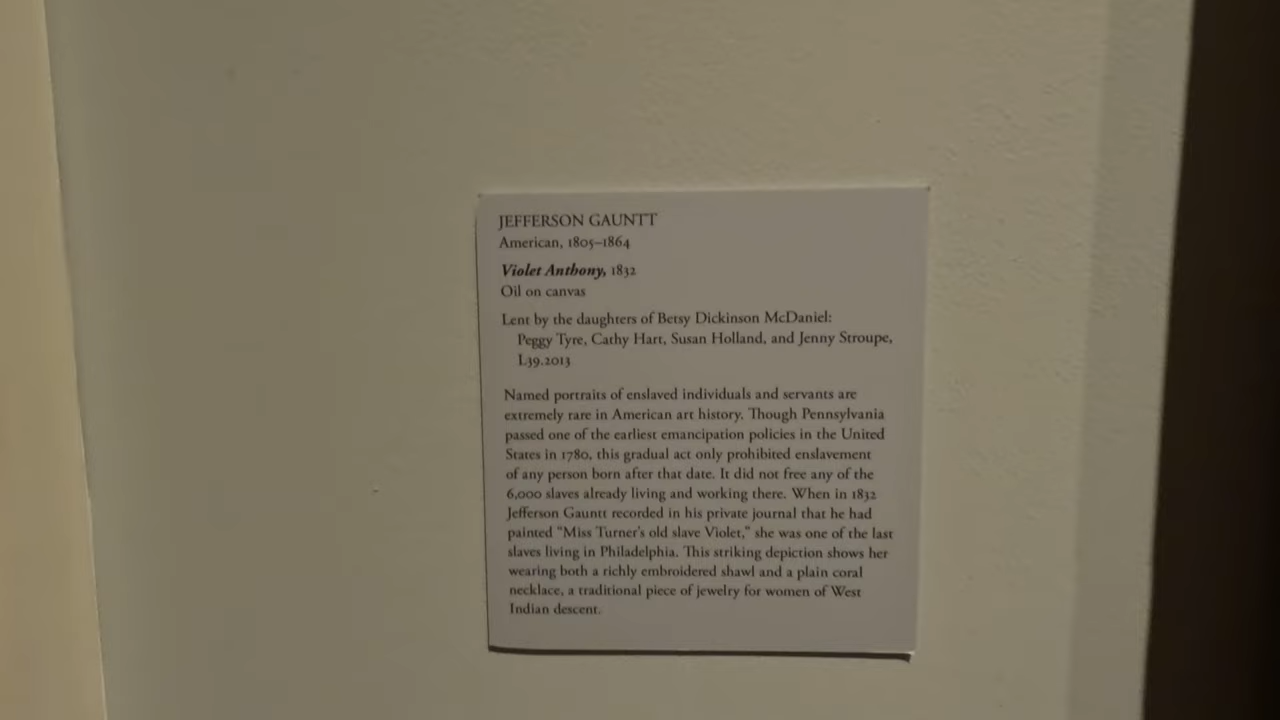 JEFFERSON GAUNTT
American, 1805–1864
Violet Anthony, 1832
Oil on canvas
Lent by the daughters of Betsy Dickinson McDaniel:
Peggy Tyre, Cathy Hart, Susan Holland, and Jenny Stroupe,
L39.2013
Named portraits of enslaved individuals and servants are
extremely rare in American art history. Though Pennsylvania
passed one of the earliest emancipation policies in the United
States in 1780, this gradual act only prohibited enslavement
of any person born after that date. It did not free any of the
6,000 slaves already living and working there. When in 1832
Jefferson Gauntt recorded in his private journal that he had
painted “Miss Turner’s old slave Violet,” she was one of the last
slaves living in Philadelphia. This striking depiction shows her
wearing both a richly embroidered shawl and a plain coral
necklace, a traditional piece of jewelry for women of West
Indian descent.